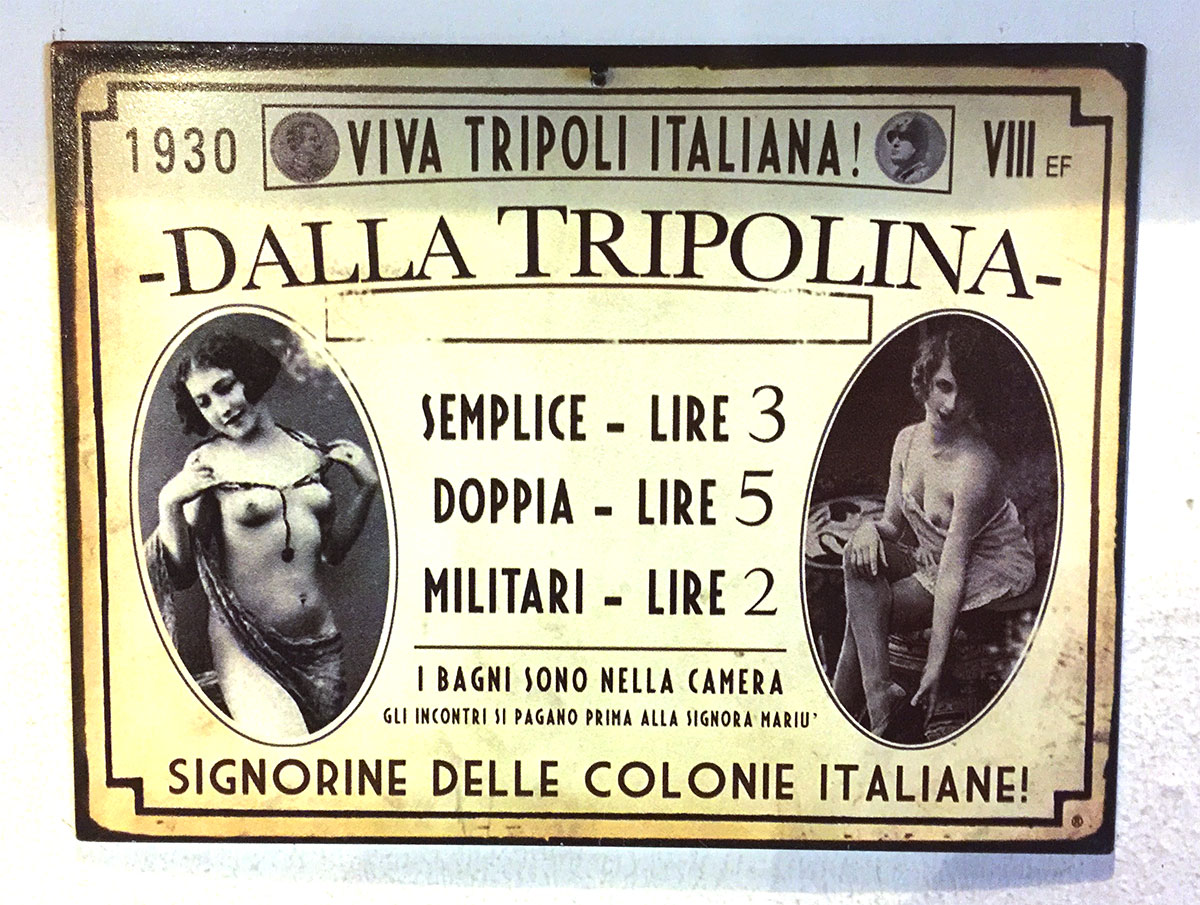 1930 VIVA TRIPOLI ITALIANA! VIII EF
-DALLA TRIPOLINA-
SEMPLICE - LIRE 3
DOPPIA - LIRE 5
MILITARI - LIRE 2
I BAGNI SONO NELLA CAMERA
GLI INCONTRI SI PAGANO PRIMA ALLA SIGNORA MARIU'
SIGNORINE DELLE COLONIE ITALIANE!
®